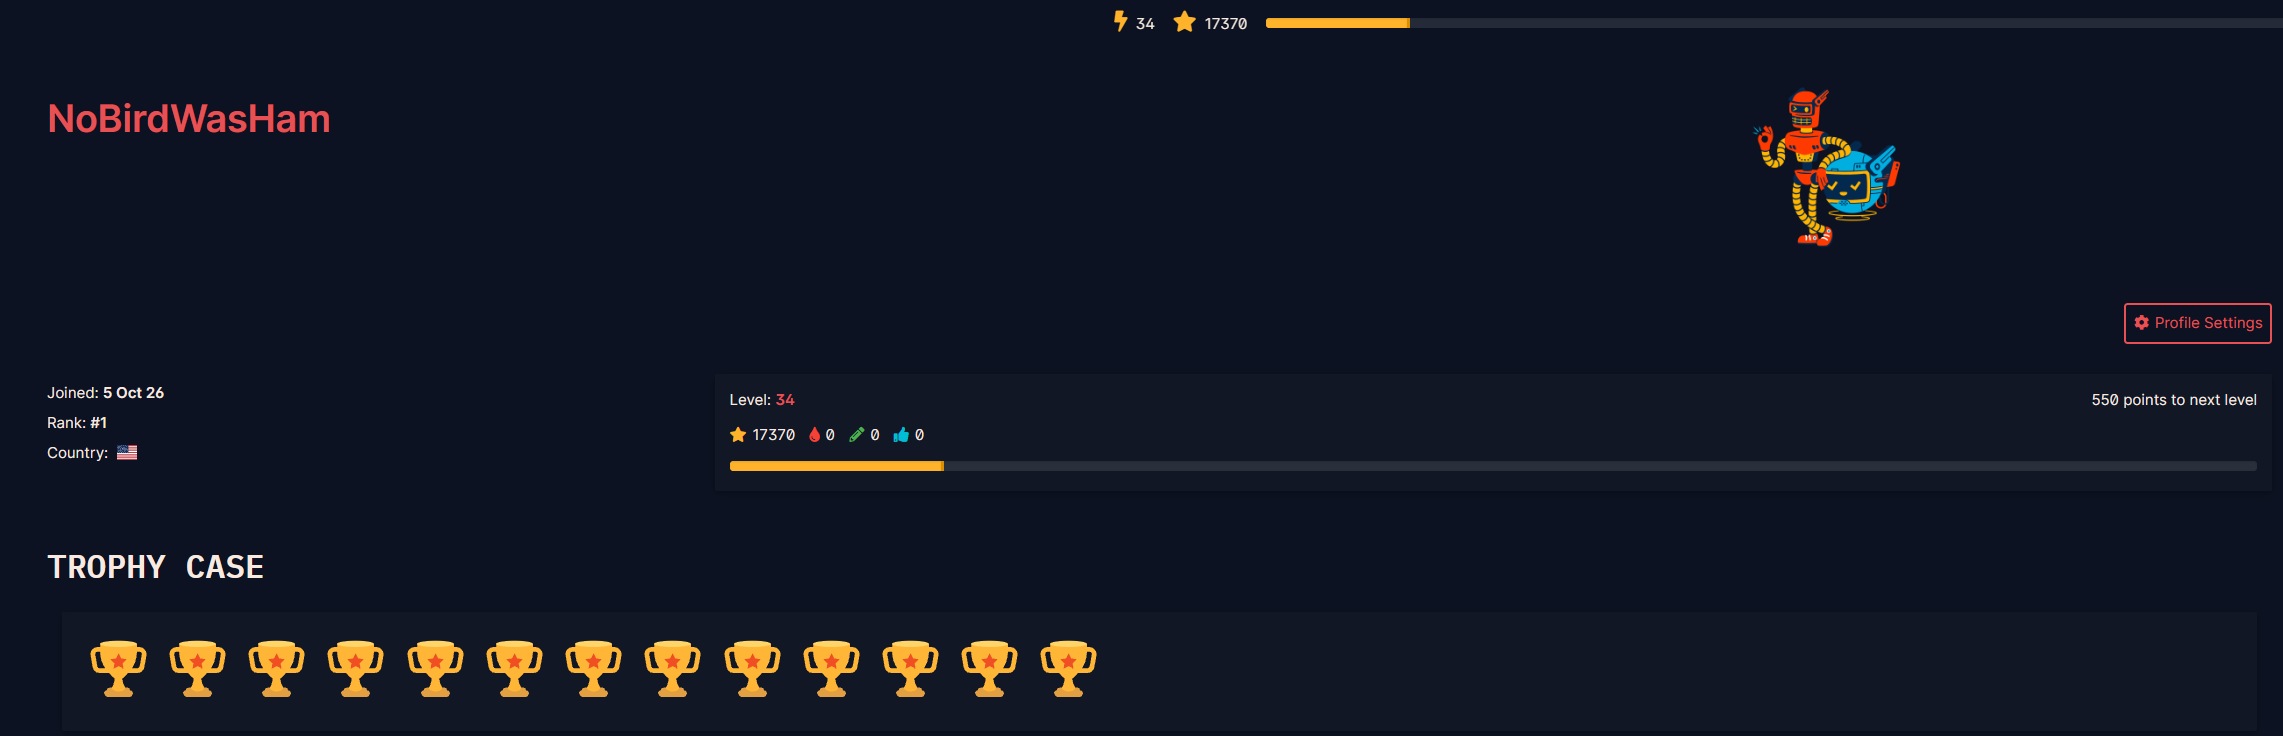 34 17370
NoBirdWasHam
Profile Settings
Joined: 5 Oct 26
Rank: #1
Country:
Level: 34
550 points to next level
17370 0 0 0
TROPHY CASE